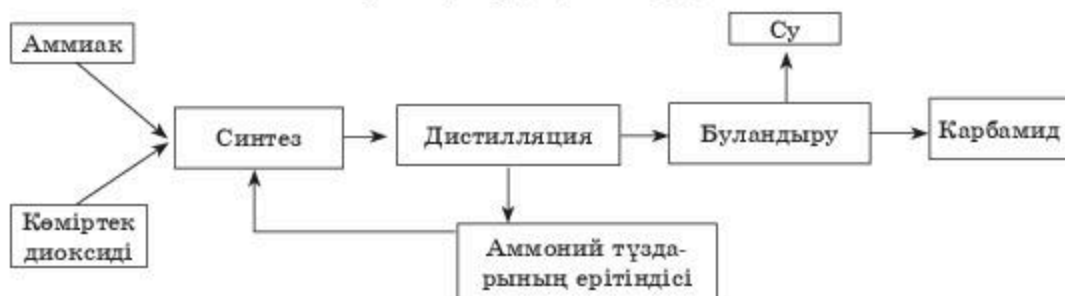 Аммиак
Су
Синтез
Дистилляция
Буландыру
Карбамид
Көміртек
диоксиді
Аммоний тұзда-
рының ерітіндісі